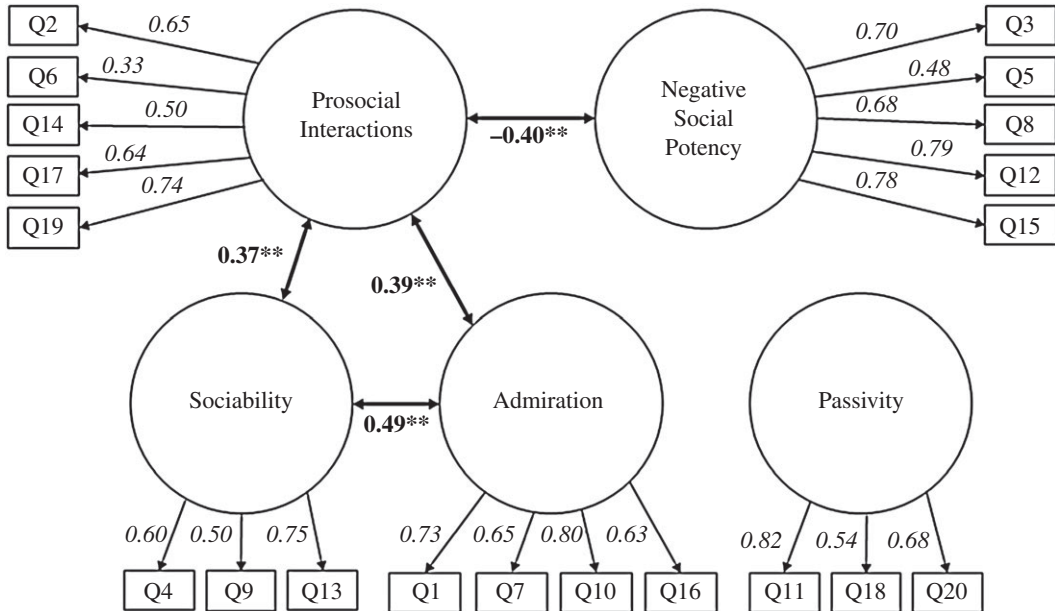 Q2
0.65
Q6
0.33
Q14
0.50
Q17
0.64
Q19
0.74
Prosocial
Interactions
–0.40**
Negative
Social
Potency
0.70
Q3
0.48
Q5
0.68
Q8
0.79
Q12
0.78
Q15
0.37**
0.39**
Sociability
0.49**
Admiration
Passivity
0.60
0.50
0.75
0.73
0.65
0.80
0.63
0.82
0.54
0.68
Q4
Q9
Q13
Q1
Q7
Q10
Q16
Q11
Q18
Q20